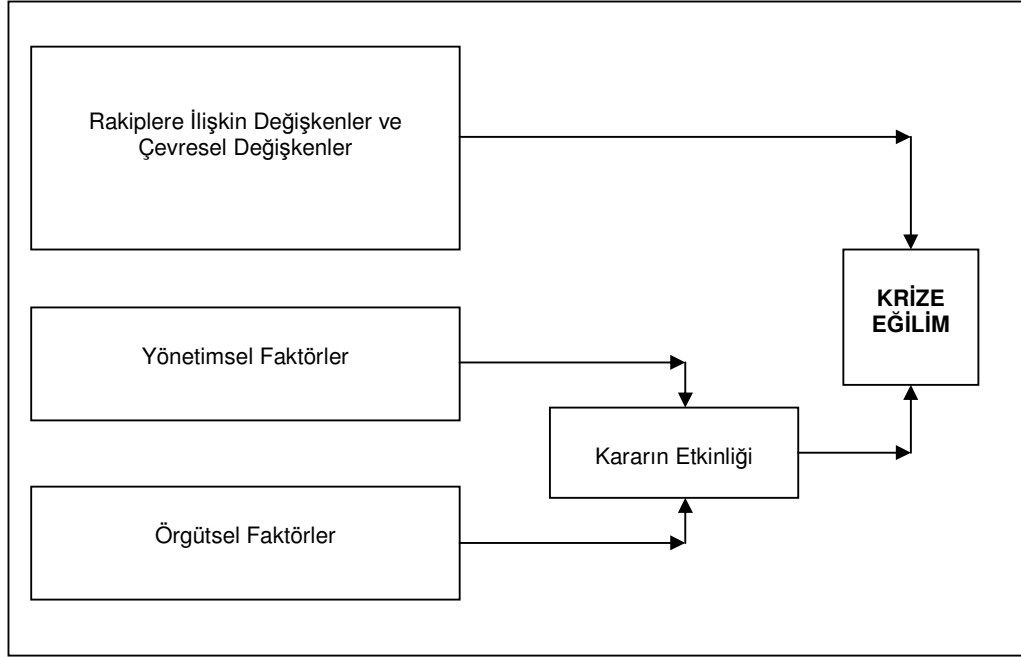 Rakiplere İlişkin Değişkenler ve
Çevresel Değişkenler
KRİZE
EĞİLİM
Yönetimsel Faktörler
Kararın Etkinliği
Örgütsel Faktörler